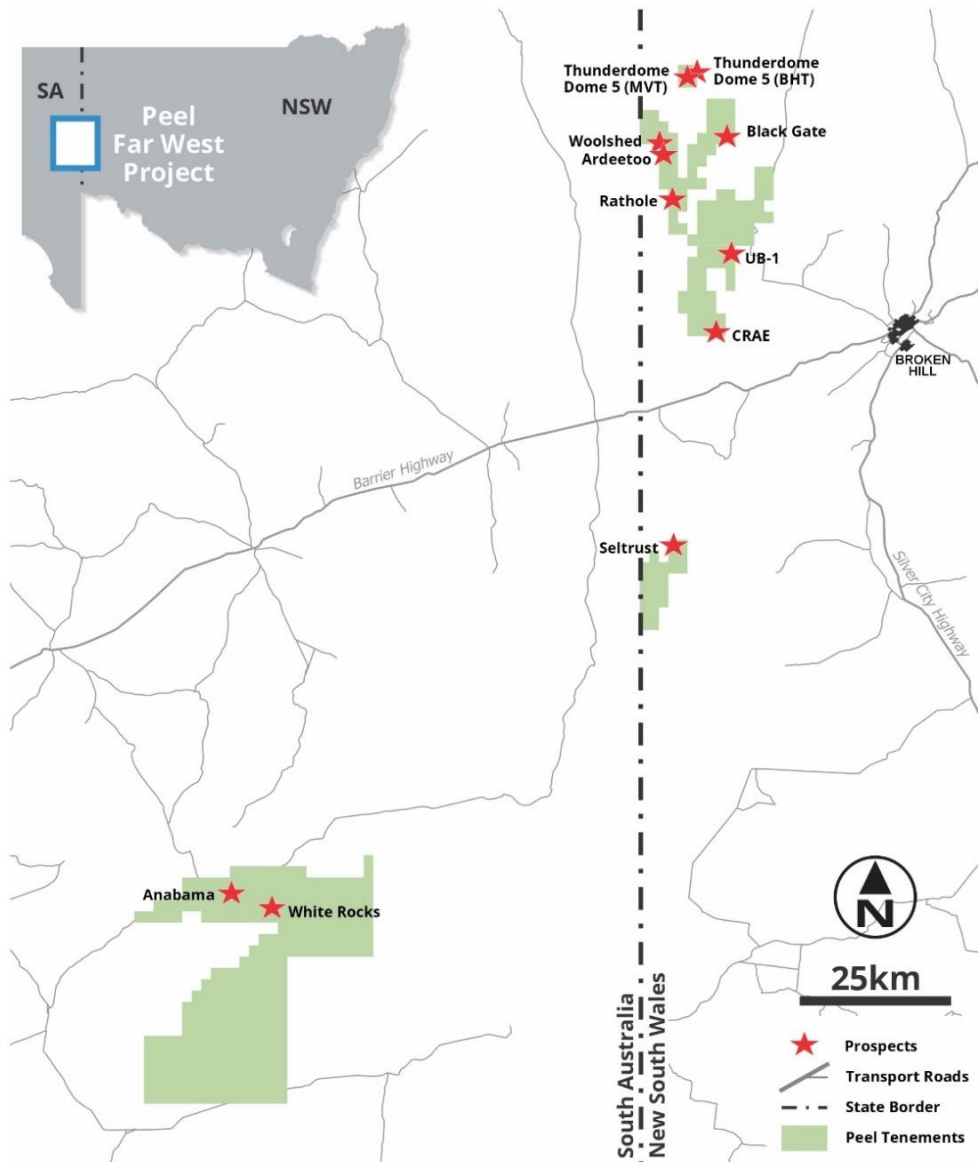 SA
NSW
Peel
Far West
Project
Thunderdome
Dome 5 (MVT)
Thunderdome
Dome 5 (BHT)
Black Gate
Woolshed
Ardeetoo
Rathole
UB-1
CRAE
BROKEN
HILL
Barrier Highway
Seltrust
Silver City Highway
Anabama
White Rocks
N
25km
South Australia
New South Wales
Prospects
Transport Roads
State Border
Peel Tenements